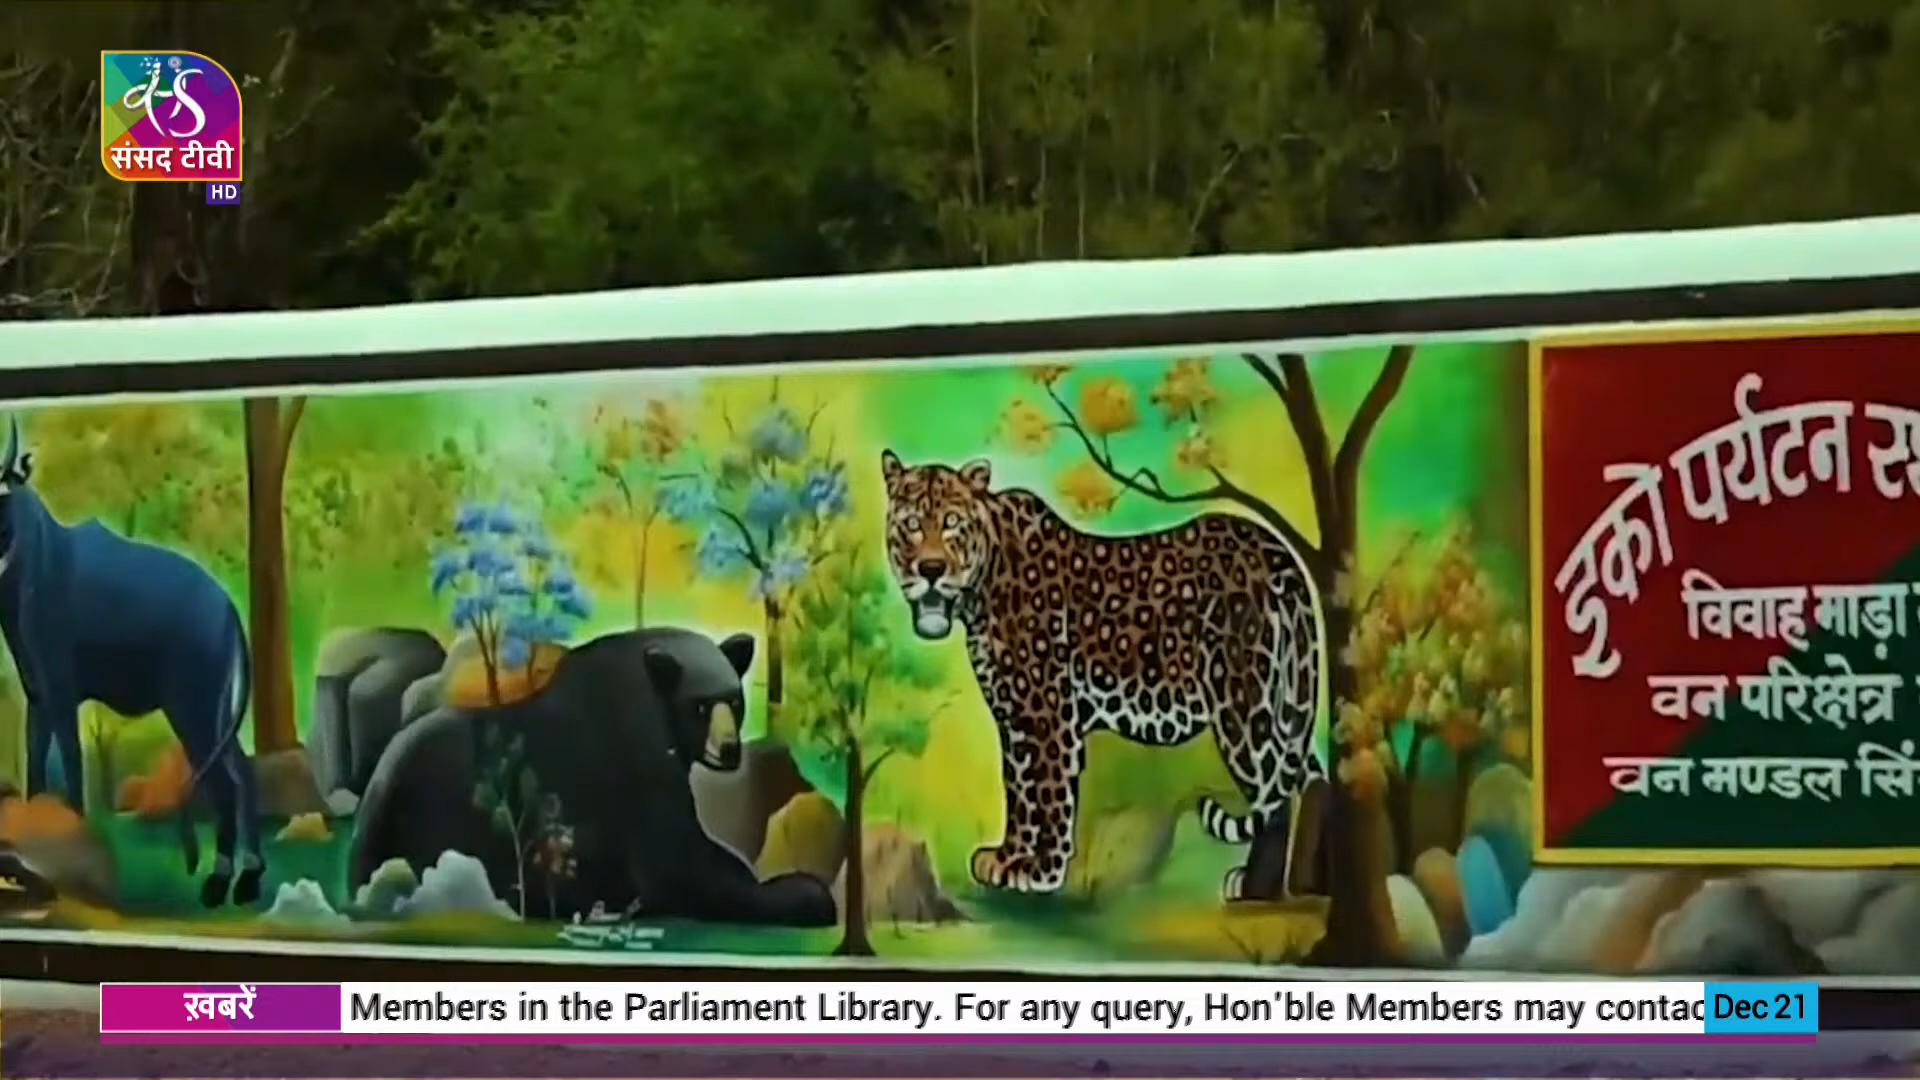 संसद टीवी
HD
इको पर्यटन
विवाह माड़ा
वन परिक्षेत्र
वन मण्डल
ख़बरें
Members in the Parliament Library. For any query, Hon'ble Members may contac
Dec 21